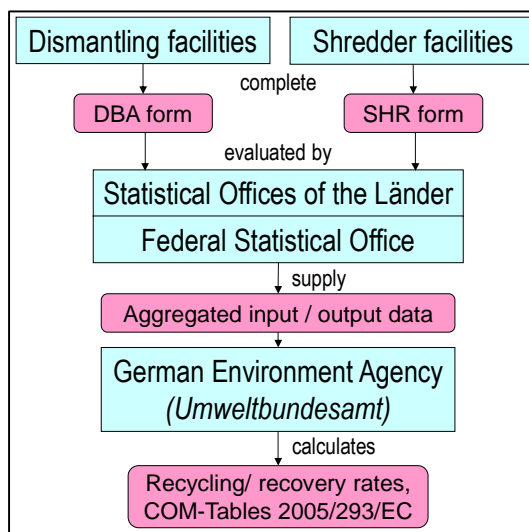 Dismantling facilities
Shredder facilities
complete
DBA form
SHR form
evaluated by
Statistical Offices of the Länder
Federal Statistical Office
supply
Aggregated input / output data
German Environment Agency
(Umweltbundesamt)
calculates
Recycling/ recovery rates,
COM-Tables 2005/293/EC